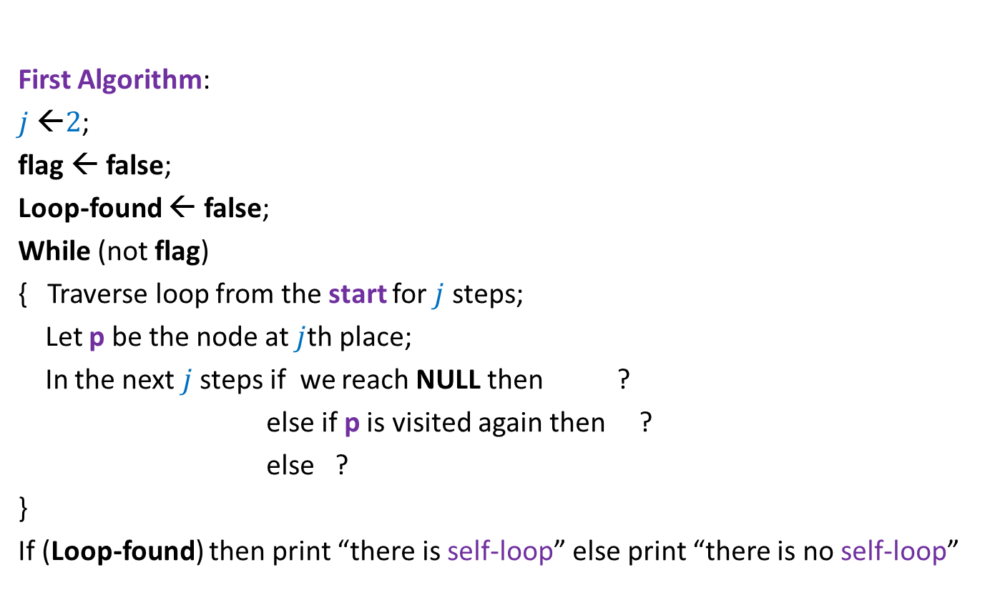 First Algorithm:
j ←2;
flag ← false;
Loop-found ← false;
While (not flag)
{ Traverse loop from the start for j steps;
Let p be the node at jth place;
In the next j steps if we reach NULL then ?
else if p is visited again then ?
else ?
}
If (Loop-found) then print “there is self-loop” else print “there is no self-loop”